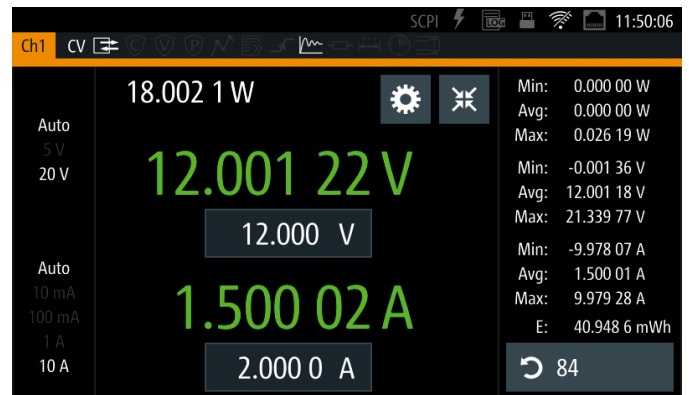 SCPI LOG 11:50:06
Ch1 CV C V P
18.002 1 W
Auto
5 V
20 V
12.001 22 V
12.000 V
Auto
10 mA
100 mA
1 A
10 A
1.500 02 A
2.000 0 A
Min: 0.000 00 W
Avg: 0.000 00 W
Max: 0.026 19 W
Min: -0.001 36 V
Avg: 12.001 18 V
Max: 21.339 77 V
Min: -9.978 07 A
Avg: 1.500 01 A
Max: 9.979 28 A
E: 40.948 6 mWh
84